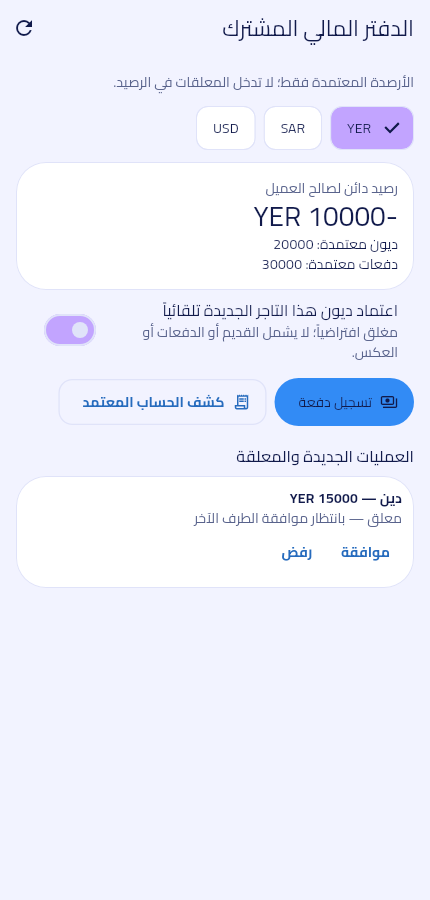 الدفتر المالي المشترك
الأرصدة المعتمدة فقط؛ لا تدخل المعلقات في الرصيد.
YER
SAR
USD
رصيد دائن لصالح العميل
YER 10000-
ديون معتمدة: 20000
دفعات معتمدة: 30000
اعتماد ديون هذا التاجر الجديدة تلقائياً
مغلق افتراضياً؛ لا يشمل القديم أو الدفعات أو
العكس.
تسجيل دفعة
كشف الحساب المعتمد
العمليات الجديدة والمعلقة
دين — YER 15000
معلق — بانتظار موافقة الطرف الآخر
موافقة
رفض